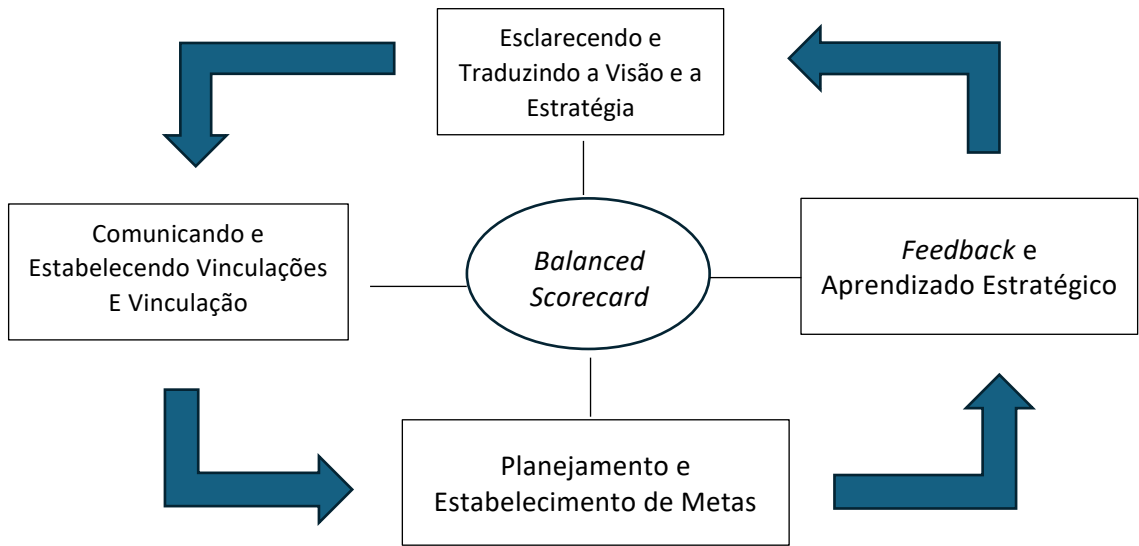 Esclarecendo e
Traduzindo a Visão e a
Estratégia
Comunicando e
Estabelecendo Vinculações
E Vinculação
Balanced
Scorecard
Feedback e
Aprendizado Estratégico
Planejamento e
Estabelecimento de Metas